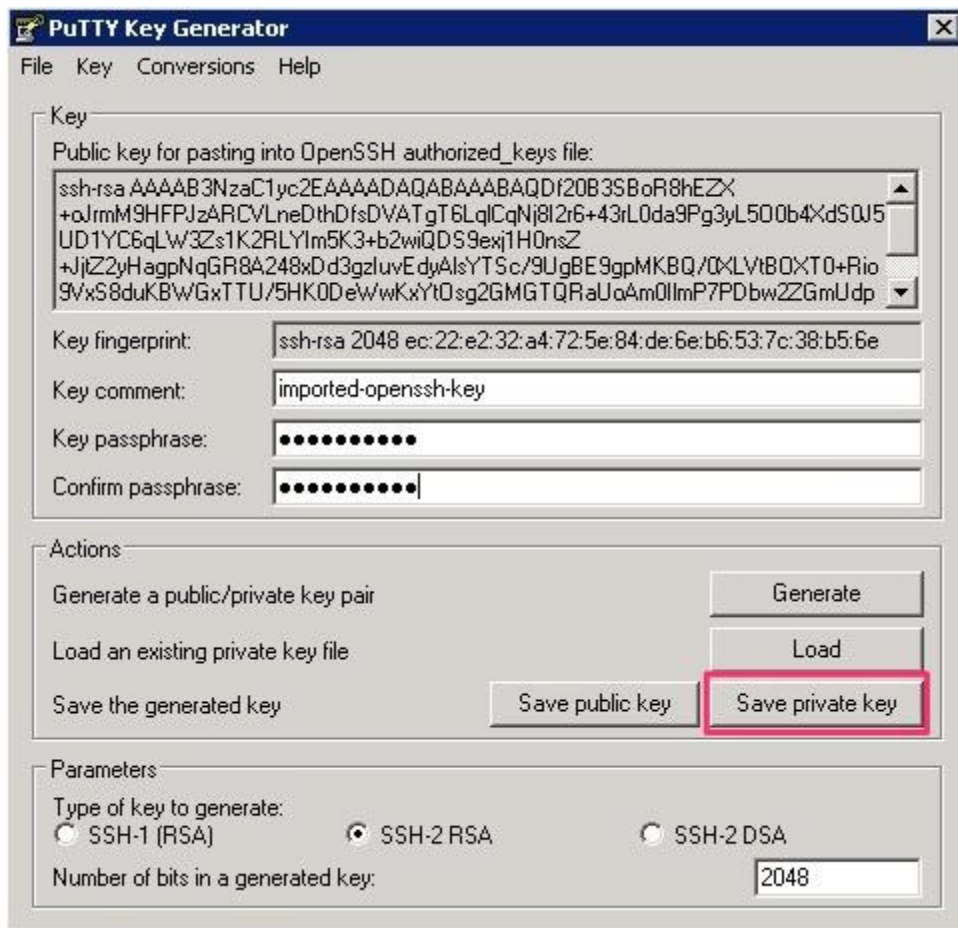 PuTTY Key Generator
File Key Conversions Help
Key
Public key for pasting into OpenSSH authorized_keys file:
ssh-rsa AAAAB3NzaC1yc2EAAAADAQABAAABAQDf20B3SBoR8hEZX
+oJrmM9HFPJzARCVLneDthDfsDVATgT6LqlCqNj8I2r6+43rL0da9Pg3yL5O0b4XdS0J5
UD1YC6qLW3Zs1K2RLYIm5K3+b2wiQDS9exj1H0nsZ
+JjtZ2yHagpNqGR8A248xDd3gzIuvEdyAlsYTSc/9UgBE9gpMKBQ/0XLVtBOXT0+Rio
9VxS8duKBWGxTTU/5HK0DeWwKxYtOsg2GMGTQRaUoAm0IlmP7PDbw2ZGmUdp
Key fingerprint: ssh-rsa 2048 ec:22:e2:32:a4:72:5e:84:de:6e:b6:53:7c:38:b5:6e
Key comment: imported-openssh-key
Key passphrase: ●●●●●●●●●●
Confirm passphrase: ●●●●●●●●●●
Actions
Generate a public/private key pair Generate
Load an existing private key file Load
Save the generated key Save public key Save private key
Parameters
Type of key to generate:
SSH-1 (RSA) SSH-2 RSA SSH-2 DSA
Number of bits in a generated key: 2048